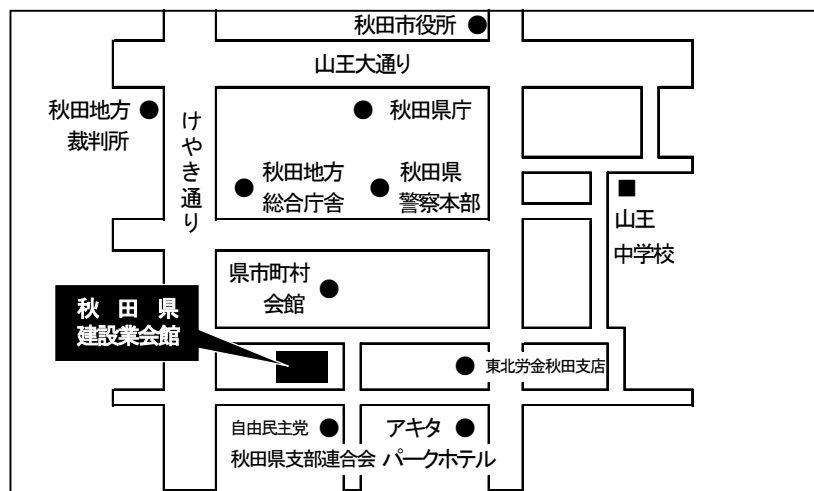 秋田市役所
山王大通り
秋田地方
裁判所
けやき通り
秋田県庁
秋田地方
総合庁舎
秋田県
警察本部
山王
中学校
県市町村
会館
秋田県
建設業会館
東北労金秋田支店
自由民主党
秋田県支部連合会
アキタ
パークホテル